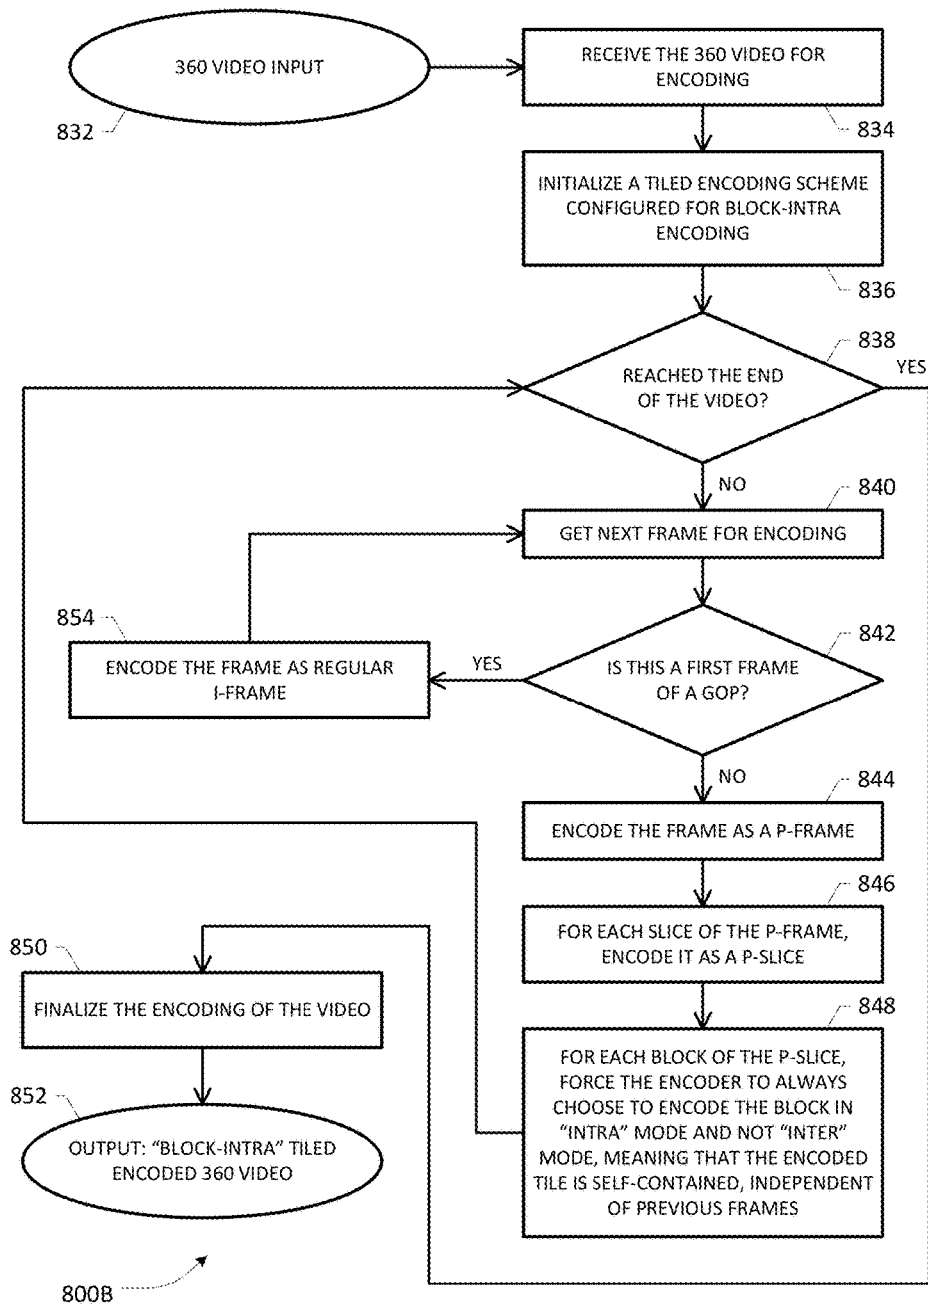 360 VIDEO INPUT
832
RECEIVE THE 360 VIDEO FOR
ENCODING
834
INITIALIZE A TILED ENCODING SCHEME
CONFIGURED FOR BLOCK-INTRA
ENCODING
836
838
YES
REACHED THE END
OF THE VIDEO?
NO
840
GET NEXT FRAME FOR ENCODING
854
ENCODE THE FRAME AS REGULAR
I-FRAME
YES
842
IS THIS A FIRST FRAME
OF A GOP?
NO
844
ENCODE THE FRAME AS A P-FRAME
846
FOR EACH SLICE OF THE P-FRAME,
ENCODE IT AS A P-SLICE
850
FINALIZE THE ENCODING OF THE VIDEO
848
FOR EACH BLOCK OF THE P-SLICE,
FORCE THE ENCODER TO ALWAYS
CHOOSE TO ENCODE THE BLOCK IN
“INTRA” MODE AND NOT “INTER”
MODE, MEANING THAT THE ENCODED
TILE IS SELF-CONTAINED, INDEPENDENT
OF PREVIOUS FRAMES
852
OUTPUT: “BLOCK-INTRA” TILED
ENCODED 360 VIDEO
800B